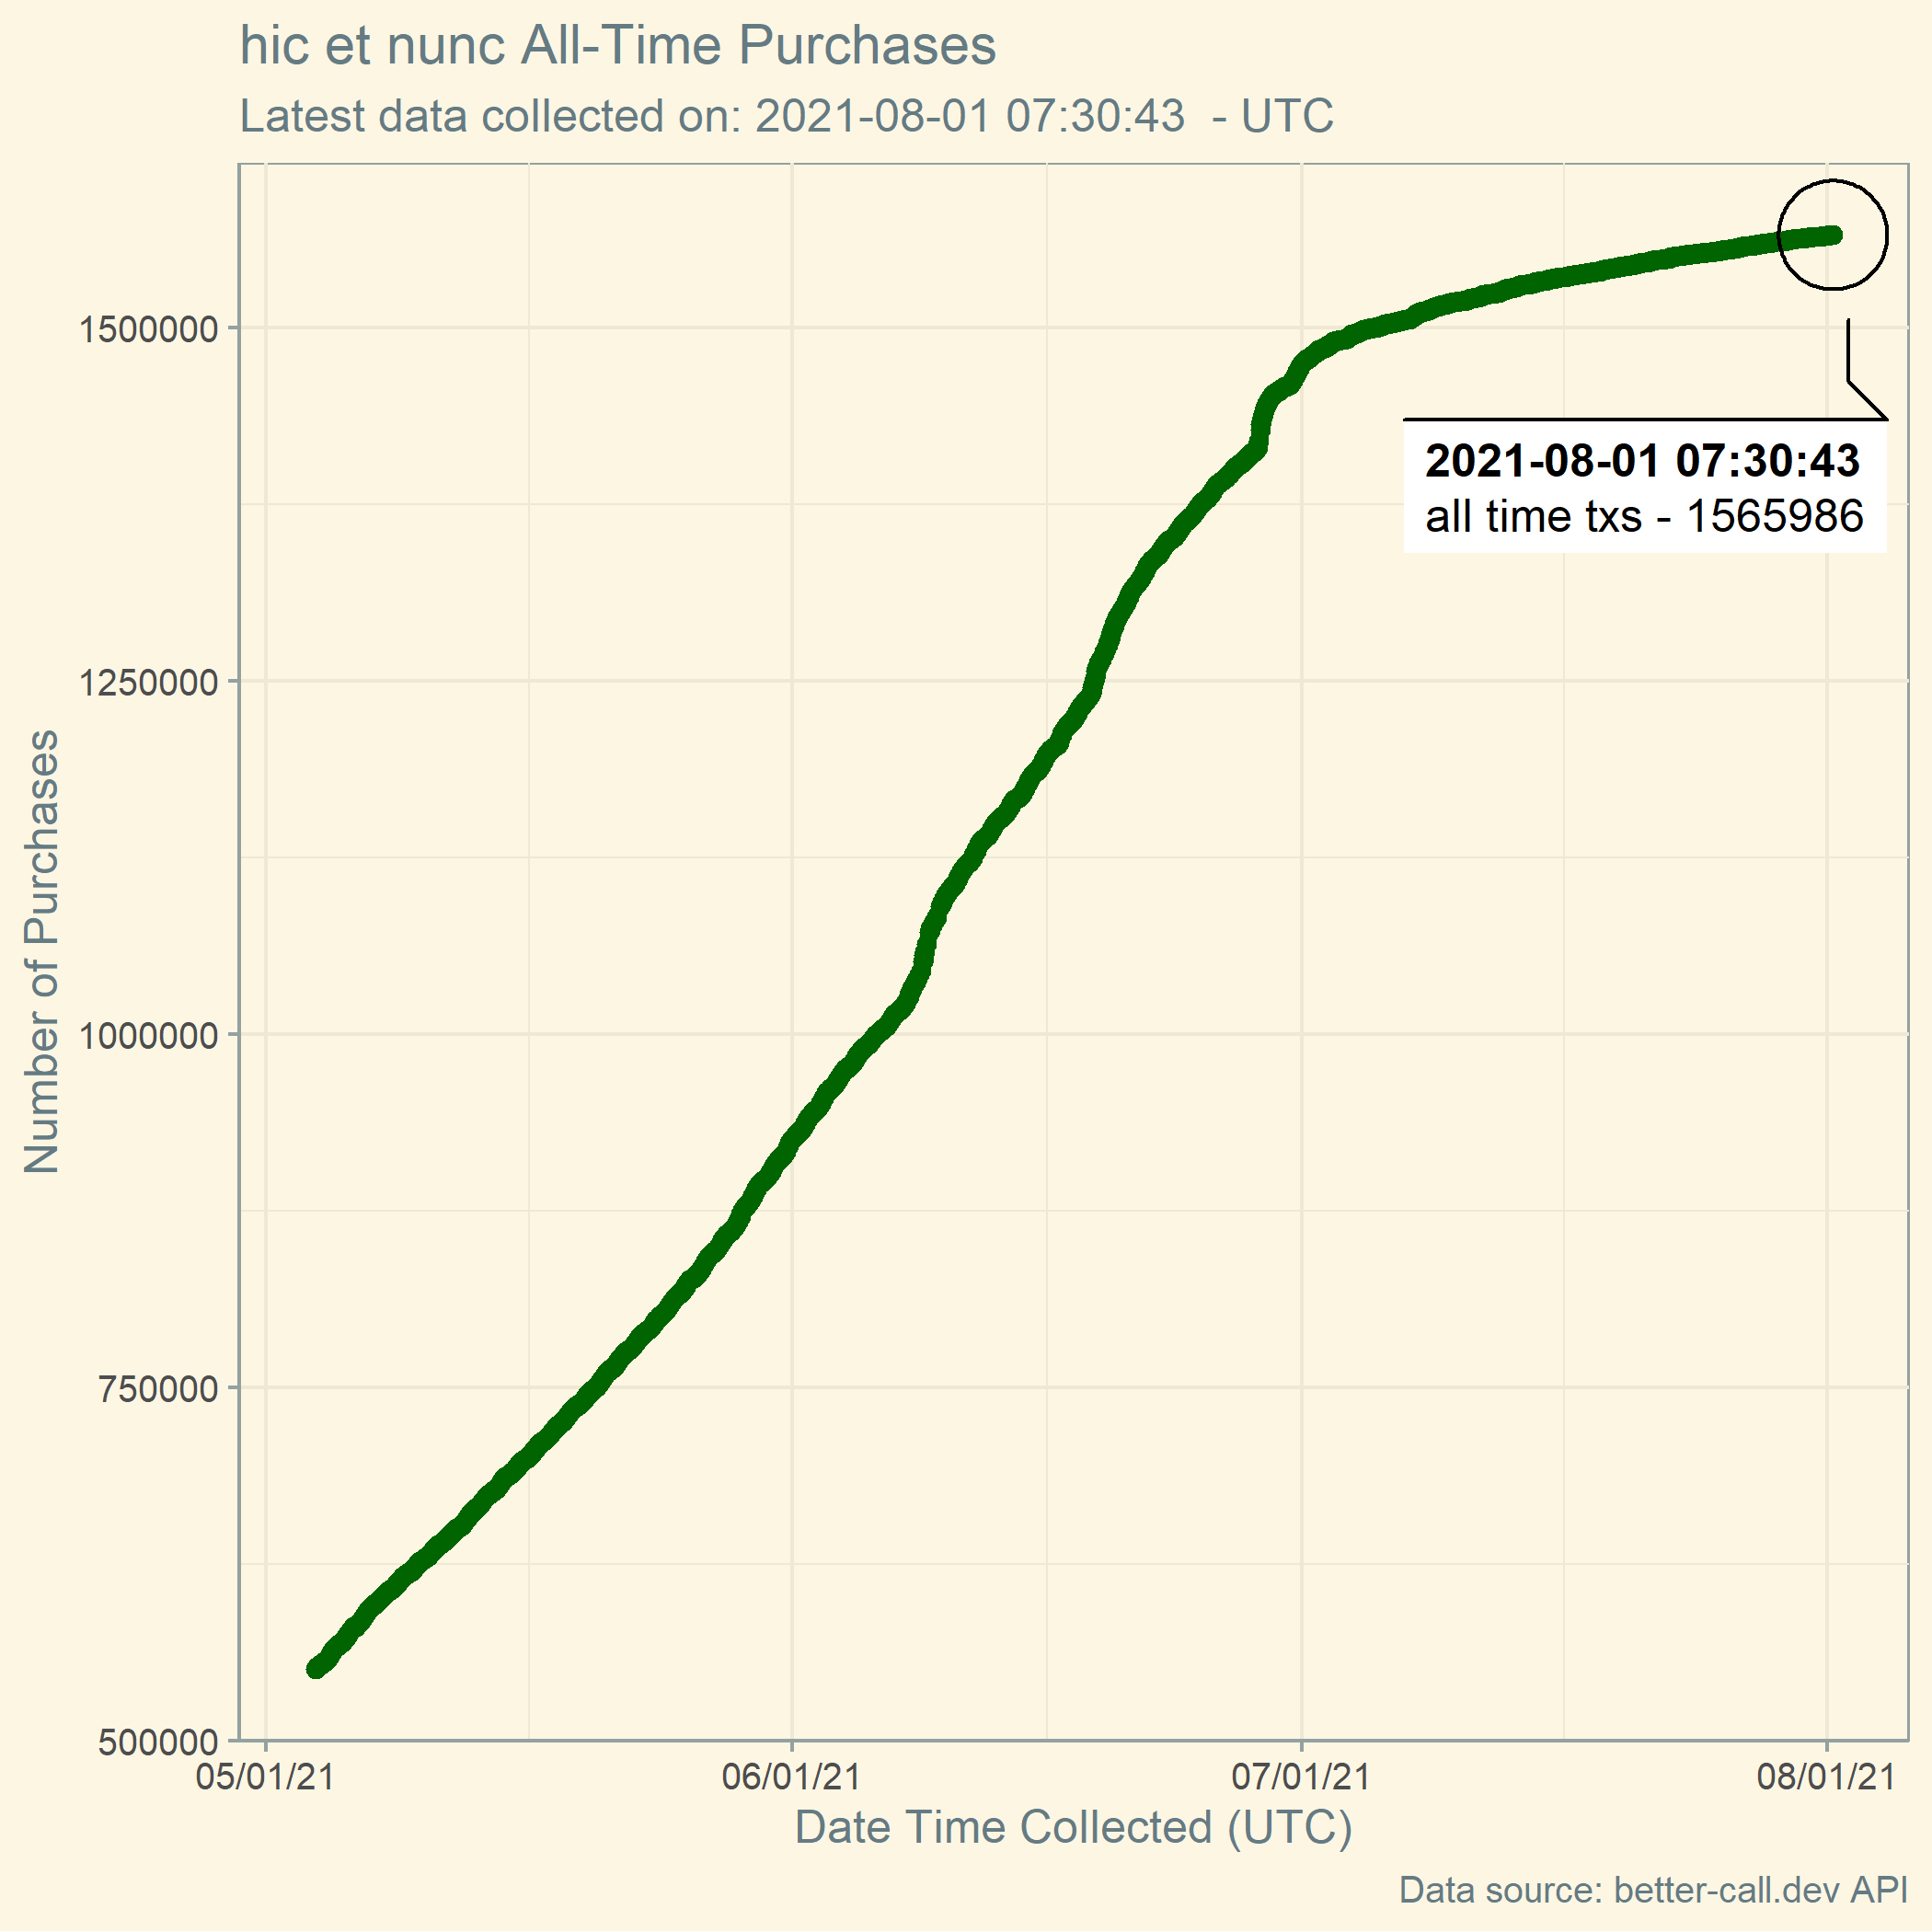 hic et nunc All-Time Purchases
Latest data collected on: 2021-08-01 07:30:43  - UTC
Number of Purchases
1500000
1250000
1000000
750000
500000
2021-08-01 07:30:43
all time txs - 1565986
05/01/21
06/01/21
07/01/21
08/01/21
Date Time Collected (UTC)
Data source: better-call.dev API